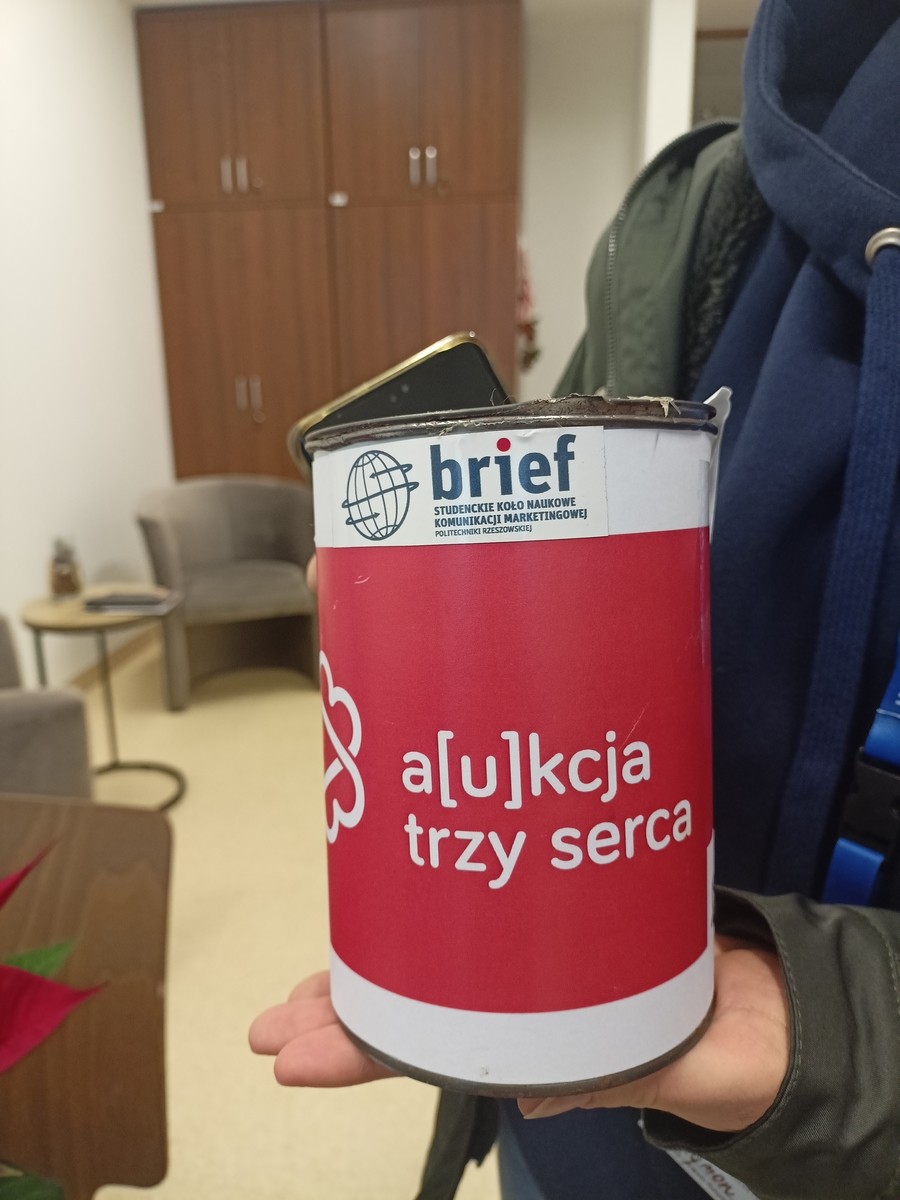 brief
STUDENCKIE KOŁO NAUKOWE
KOMUNIKACJI MARKETINGOWEJ
POLITECHNIKI RZESZOWSKIEJ
a[u]kcja
trzy serca